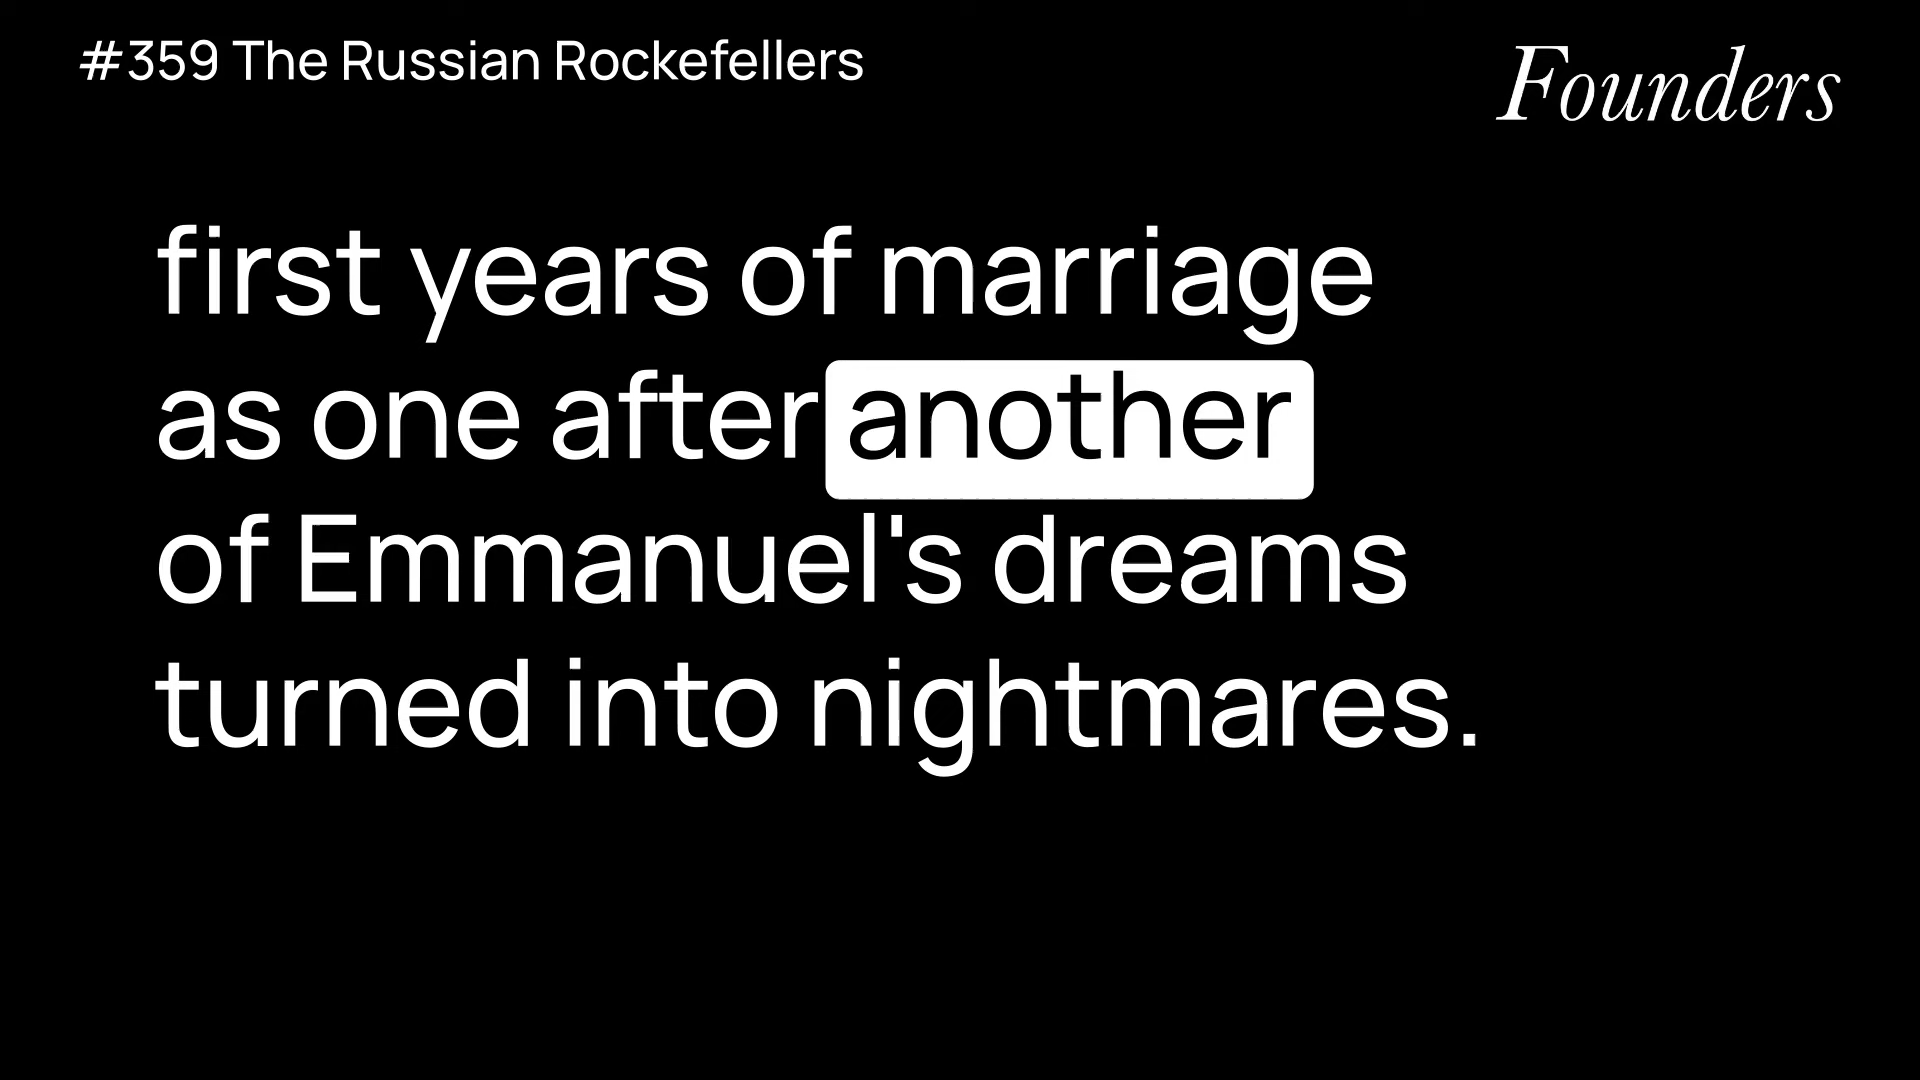 #359 The Russian Rockefellers
Founders
first years of marriage
as one after another
of Emmanuel's dreams
turned into nightmares.